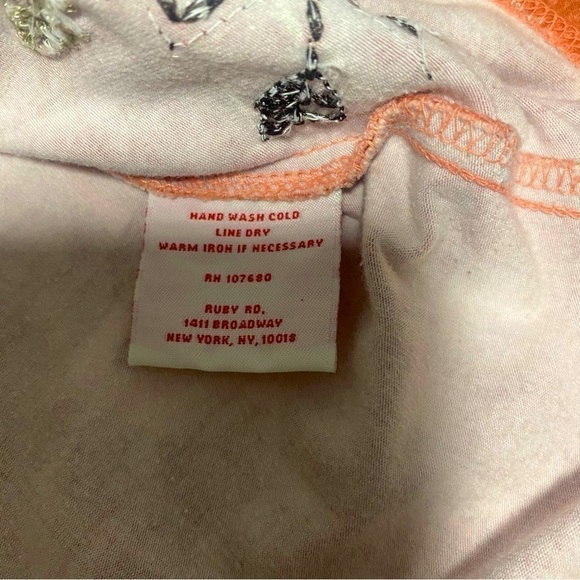 HAND WASH COLD
LINE DRY
WARM IRON IF NECESSARY
RN 107680
RUBY RD,
1411 BROADWAY
NEW YORK, NY, 10018